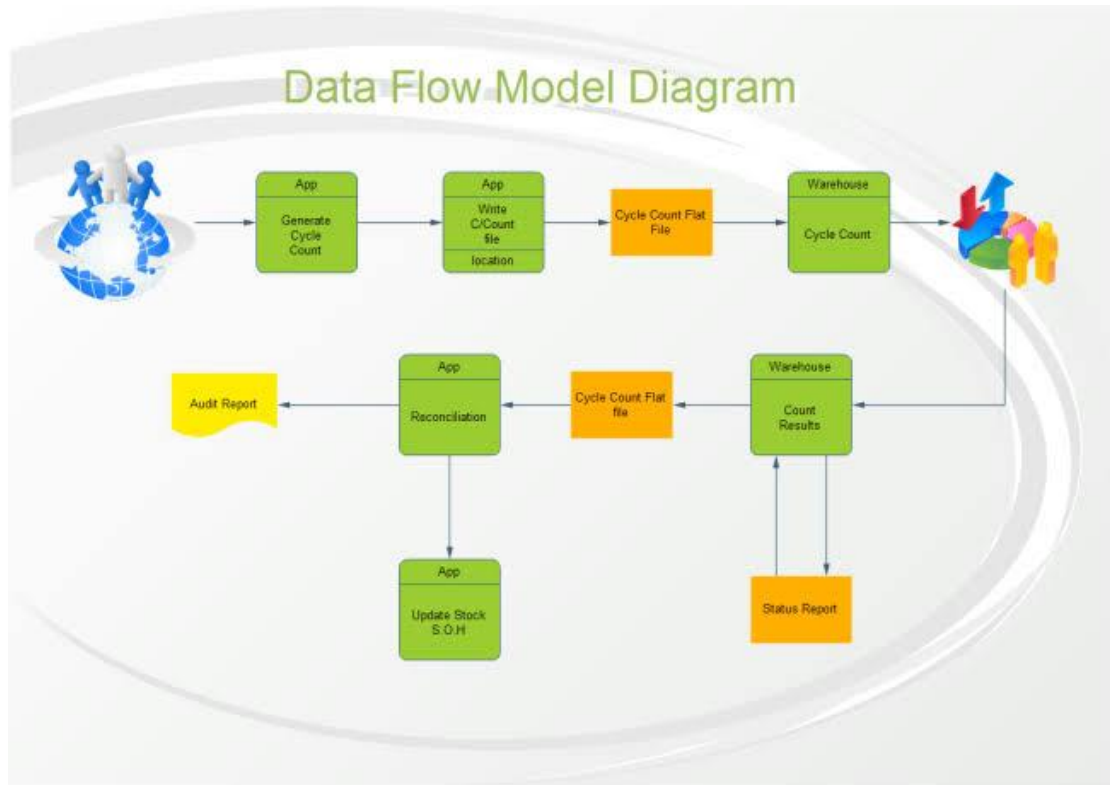 Data Flow Model Diagram
App
Generate
Cycle
Count
App
Write
C/Count
file
location
Cycle Count Flat
File
Warehouse
Cycle Count
Audit Report
App
Reconciliation
Cycle Count Flat
file
Warehouse
Count
Results
App
Update Stock
S.O.H
Status Report